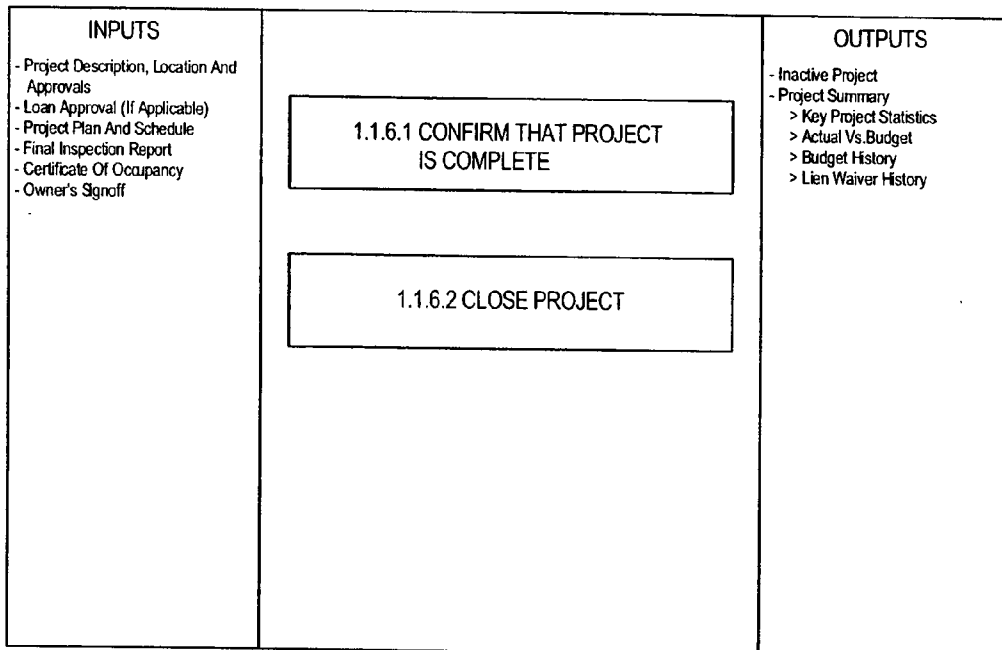 INPUTS
- Project Description, Location And
Approvals
- Loan Approval (If Applicable)
- Project Plan And Schedule
- Final Inspection Report
- Certificate Of Occupancy
- Owner's Signoff
1.1.6.1 CONFIRM THAT PROJECT
IS COMPLETE
1.1.6.2 CLOSE PROJECT
OUTPUTS
- Inactive Project
- Project Summary
> Key Project Statistics
> Actual Vs.Budget
> Budget History
> Lien Waiver History